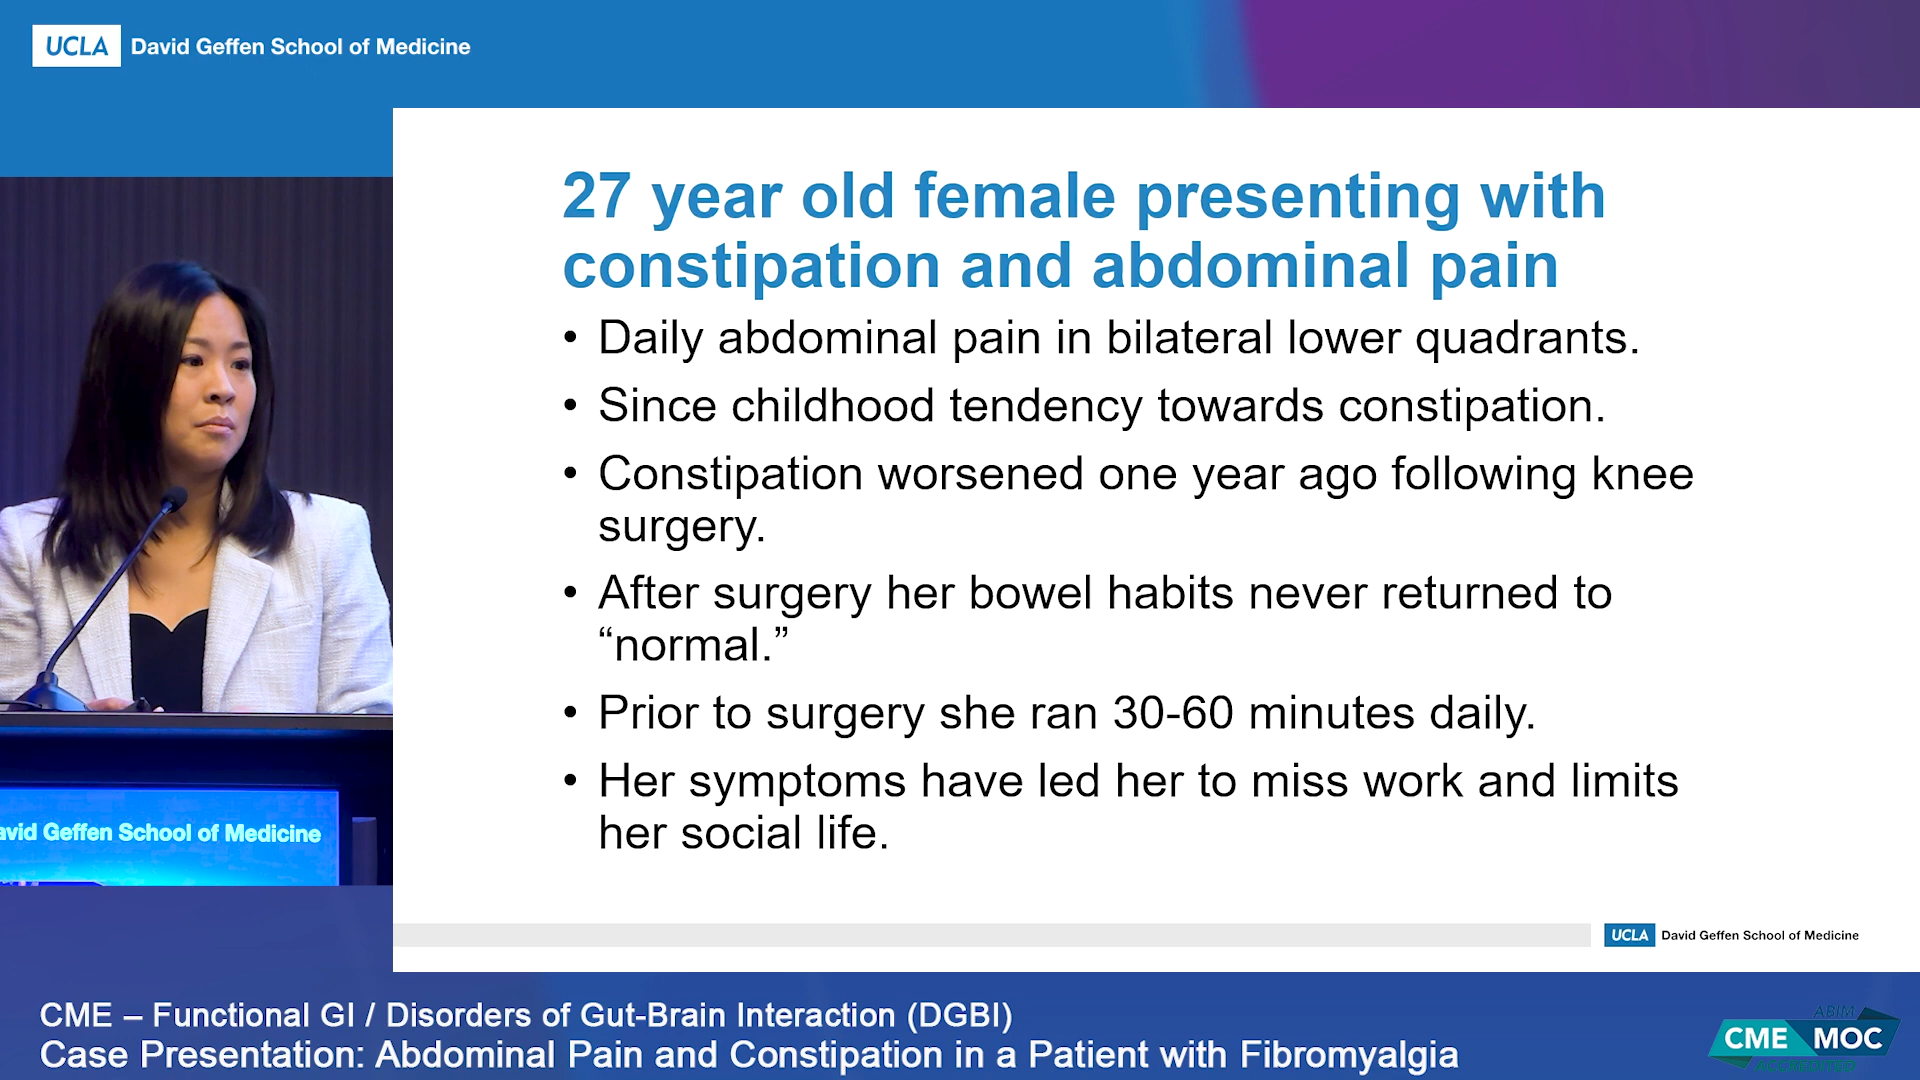 UCLA David Geffen School of Medicine
27 year old female presenting with
constipation and abdominal pain
• Daily abdominal pain in bilateral lower quadrants.
• Since childhood tendency towards constipation.
• Constipation worsened one year ago following knee
surgery.
• After surgery her bowel habits never returned to
“normal.”
• Prior to surgery she ran 30-60 minutes daily.
• Her symptoms have led her to miss work and limits
her social life.
avid Geffen School of Medicine
UCLA David Geffen School of Medicine
CME – Functional GI / Disorders of Gut-Brain Interaction (DGBI)
Case Presentation: Abdominal Pain and Constipation in a Patient with Fibromyalgia
ABIM
CME MOC